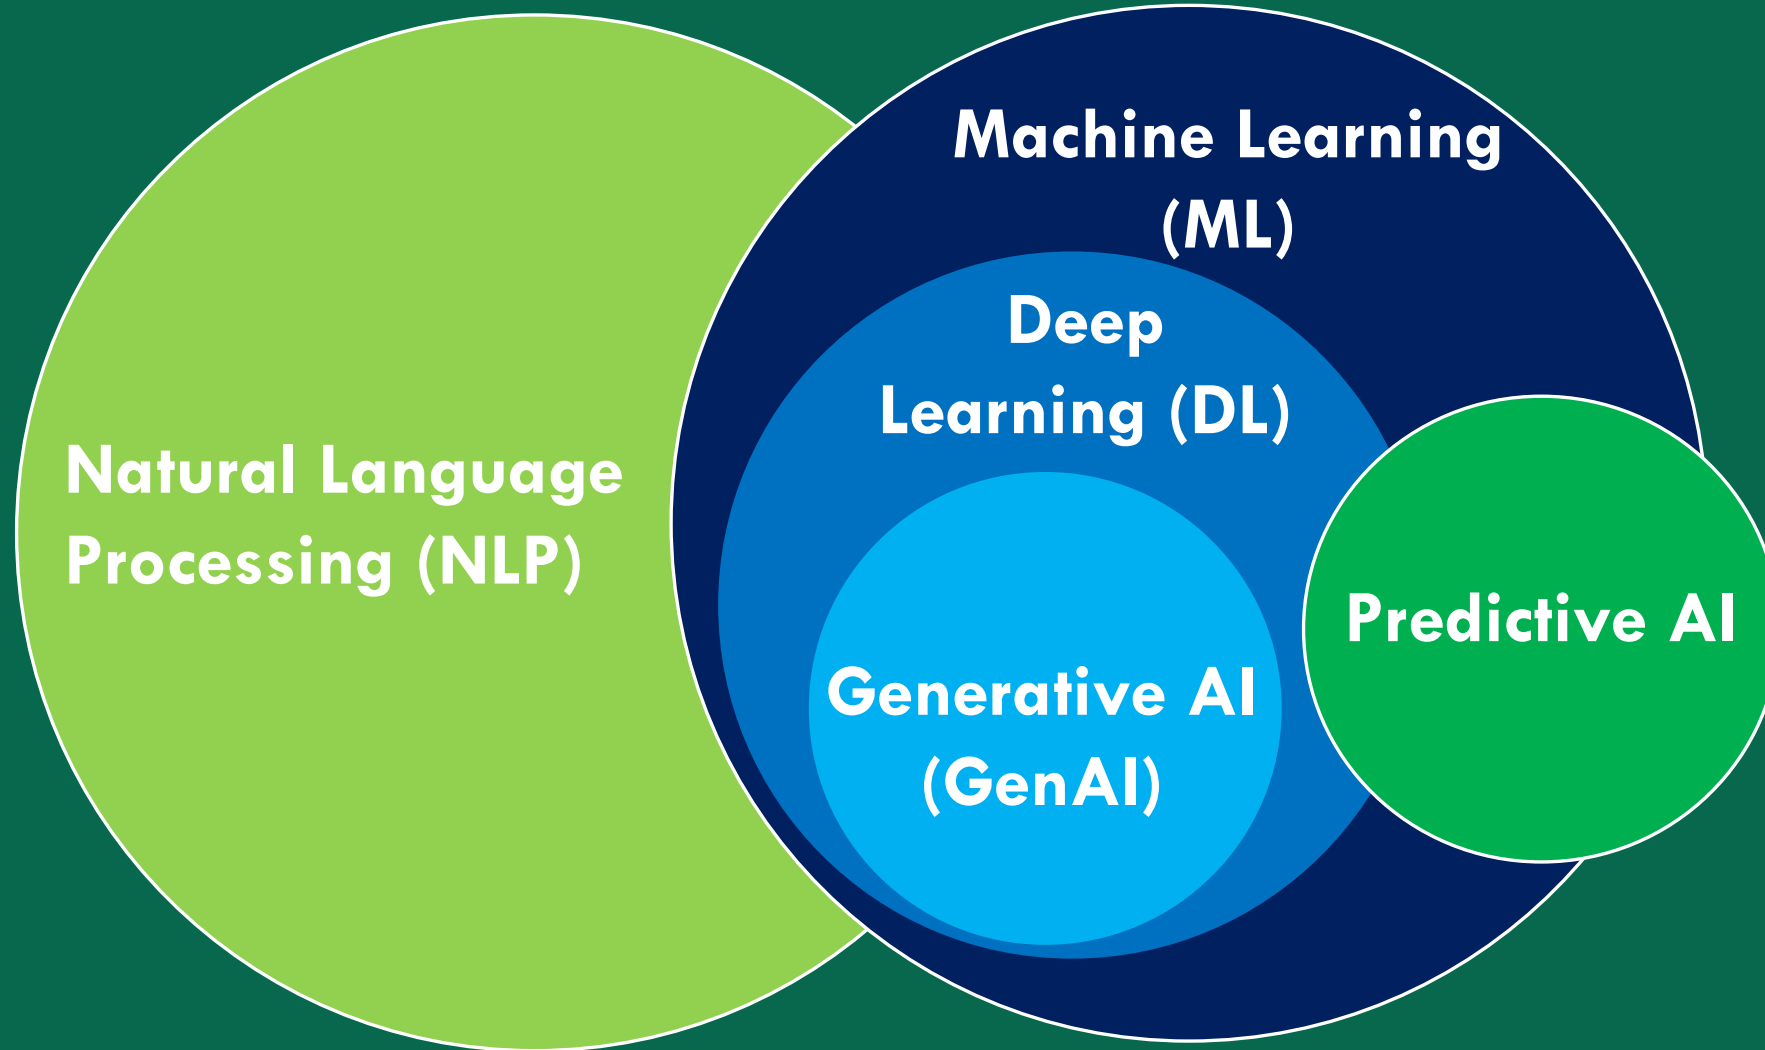 Machine Learning
(ML)
Deep
Learning (DL)
Natural Language
Processing (NLP)
Predictive AI
Generative AI
(GenAI)